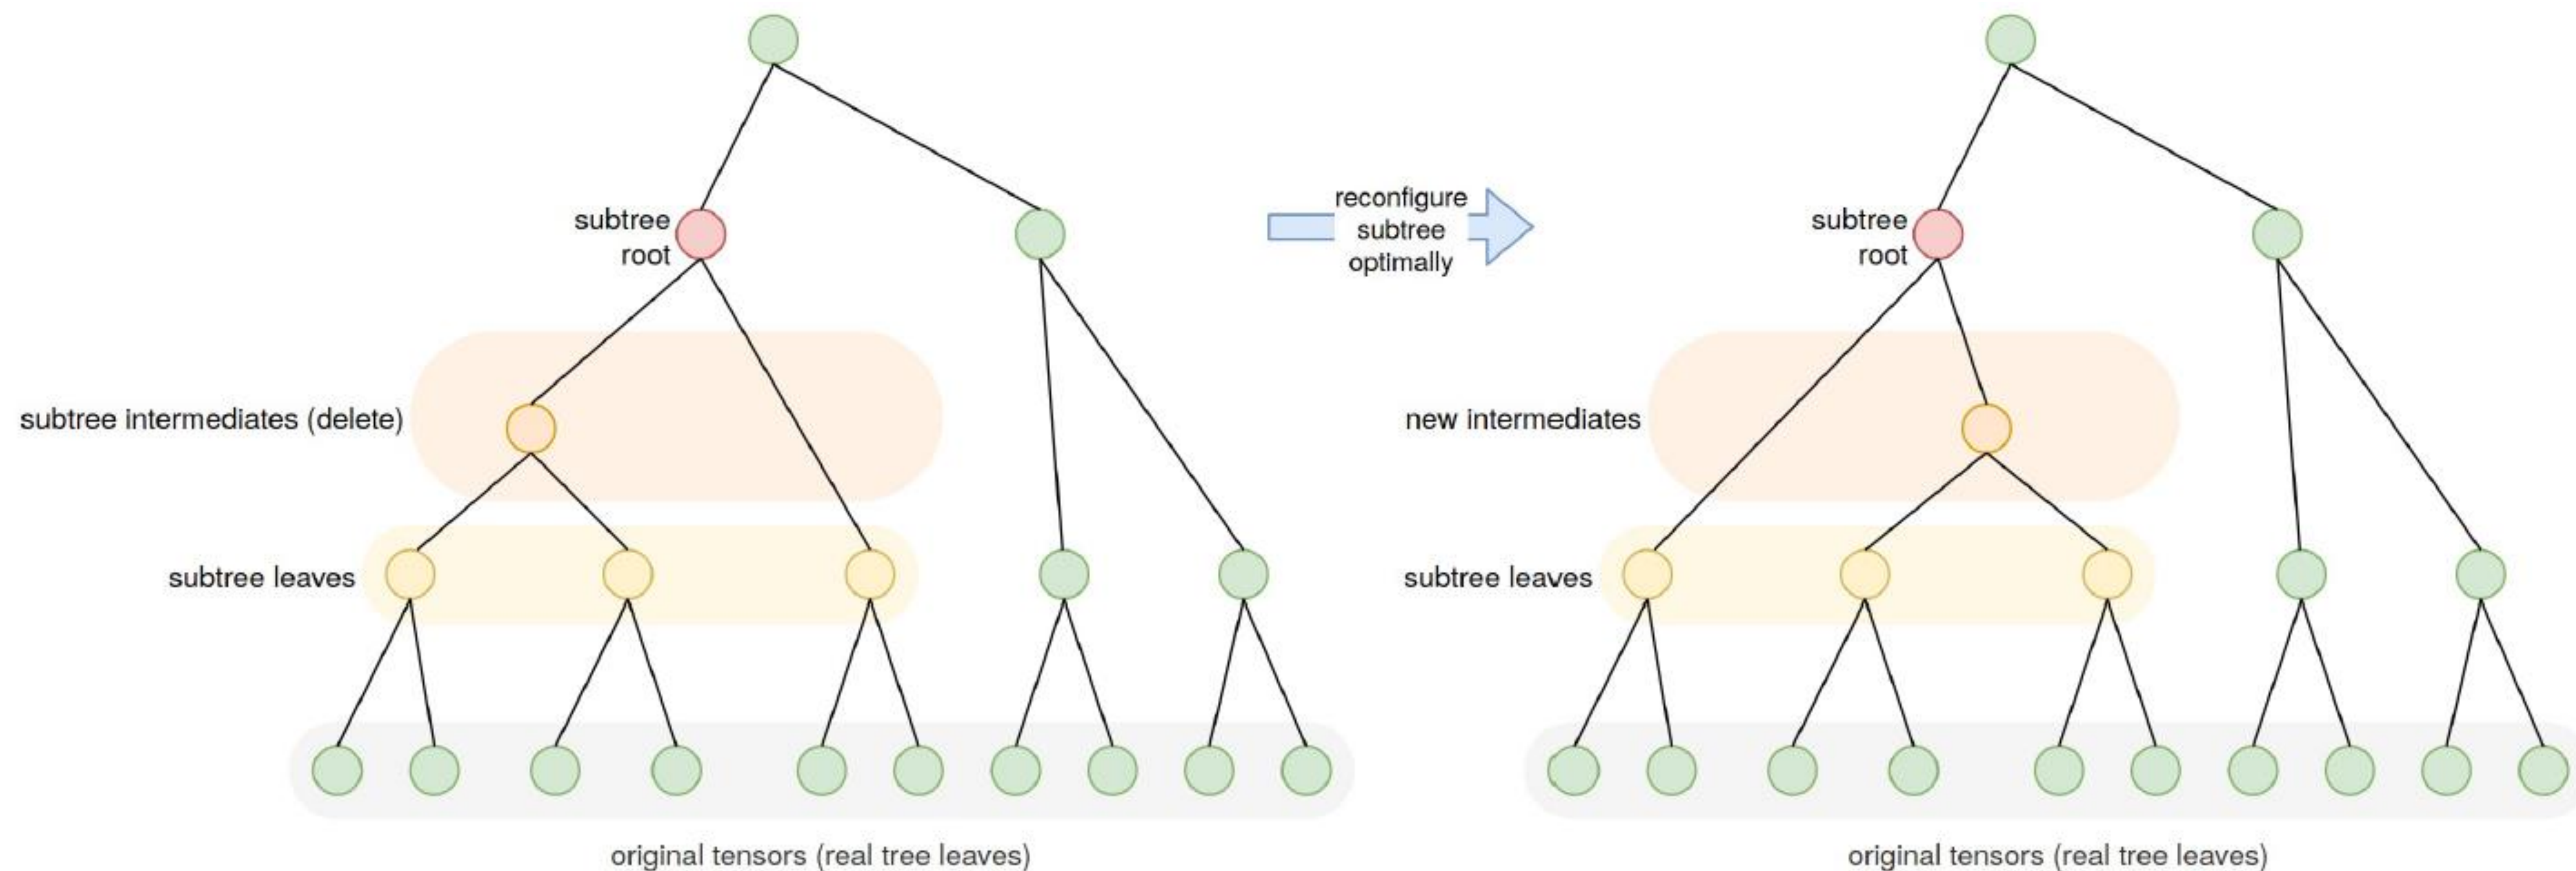 subtree
root
subtree intermediates (delete)
subtree leaves
original tensors (real tree leaves)
reconfigure
subtree
optimally
subtree
root
new intermediates
subtree leaves
original tensors (real tree leaves)